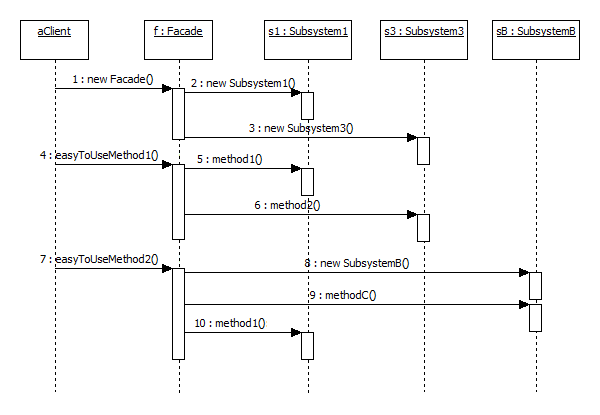 aClient
f : Facade
s1 : Subsystem1
s3 : Subsystem3
sB : SubsystemB
1 : new Facade()
2 : new Subsystem1()
3 : new Subsystem3()
4 : easyToUseMethod1()
5 : method1()
6 : method2()
7 : easyToUseMethod2()
8 : new SubsystemB()
9 : methodC()
10 : method1()